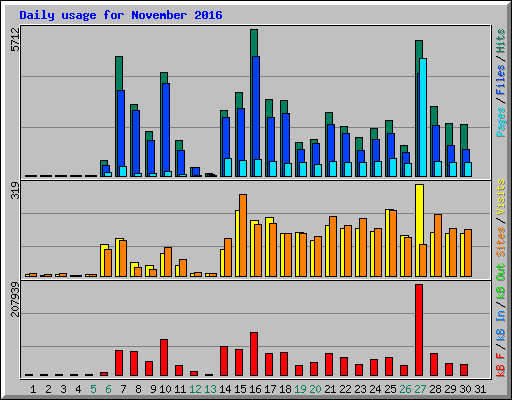 Daily usage for November 2016
5712
Pages / Files / Hits
319
Sites / Visits
207939
kB F / kB In / kB Out
1 2 3 4 5 6 7 8 9 10 11 12 13 14 15 16 17 18 19 20 21 22 23 24 25 26 27 28 29 30 31